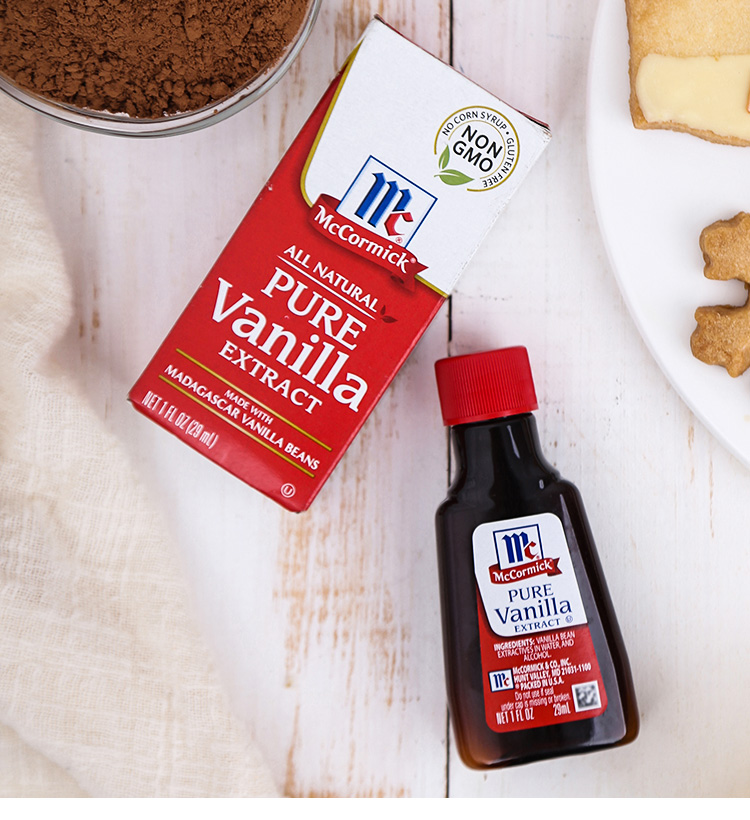 NO CORN SYRUP • GLUTEN FREE
NON
GMO
Mc
McCormick®
ALL NATURAL
PURE
Vanilla
EXTRACT
MADE WITH
MADAGASCAR VANILLA BEANS
NET 1 FL OZ (29 mL)
U
Mc
McCormick
PURE
Vanilla
EXTRACT U
INGREDIENTS: VANILLA BEAN
EXTRACTIVES IN WATER, AND
ALCOHOL.
Mc
McCORMICK & CO., INC.
HUNT VALLEY, MD 21031-1100
® PACKED IN U.S.A.
Do not use if seal
under cap is missing or broken.
NET 1 FL OZ 29mL